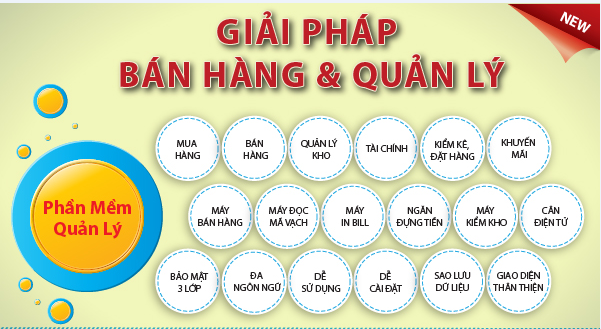 NEW
GIẢI PHÁP
BÁN HÀNG & QUẢN LÝ
Phần Mềm
Quản Lý
MUA
HÀNG
BÁN
HÀNG
QUẢN LÝ
KHO
TÀI CHÍNH
KIỂM KÊ,
ĐẶT HÀNG
KHUYẾN
MÃI
MÁY
BÁN HÀNG
MÁY ĐỌC
MÃ VẠCH
MÁY
IN BILL
NGĂN
ĐỰNG TIỀN
MÁY
KIỂM KHO
CÂN
ĐIỆN TỬ
BẢO MẬT
3 LỚP
ĐA
NGÔN NGỮ
DỄ
SỬ DỤNG
DỄ
CÀI ĐẶT
SAO LƯU
DỮ LIỆU
GIAO DIỆN
THÂN THIỆN